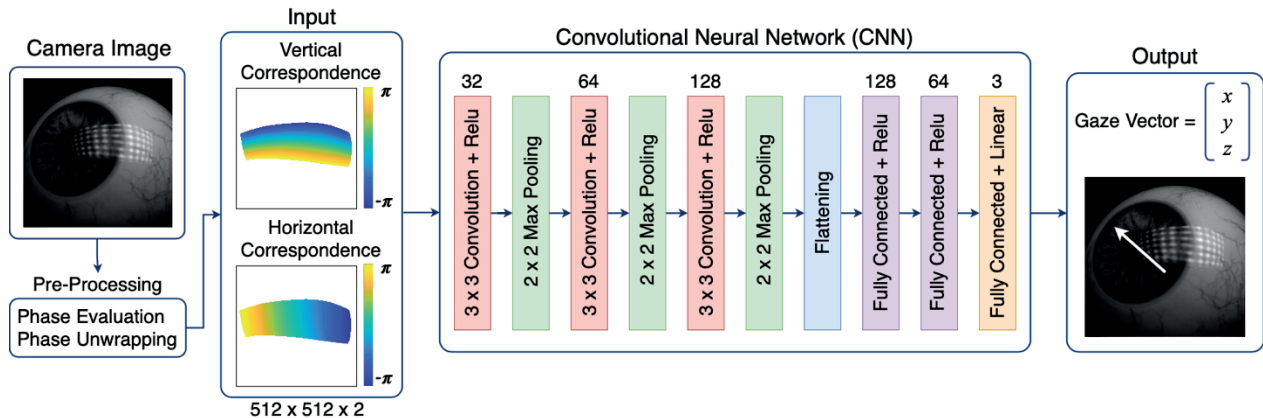 Camera Image
Pre-Processing
Phase Evaluation
Phase Unwrapping
Input
Vertical
Correspondence
π
-π
Horizontal
Correspondence
π
-π
512 x 512 x 2
Convolutional Neural Network (CNN)
32
3 x 3 Convolution + Relu
2 x 2 Max Pooling
64
3 x 3 Convolution + Relu
2 x 2 Max Pooling
128
3 x 3 Convolution + Relu
2 x 2 Max Pooling
Flattening
128
Fully Connected + Relu
64
Fully Connected + Relu
3
Fully Connected + Linear
Output
Gaze Vector =
x
y
z